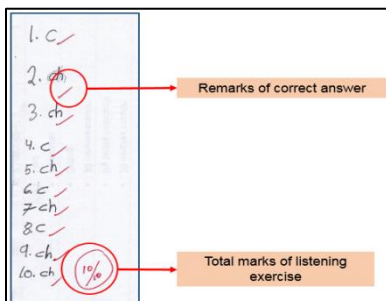 1. C
2. ch
Remarks of correct answer
3. ch
4. C
5. ch
6. C
7 ch
8 C
9. ch
10. ch
10/10
Total marks of listening
exercise